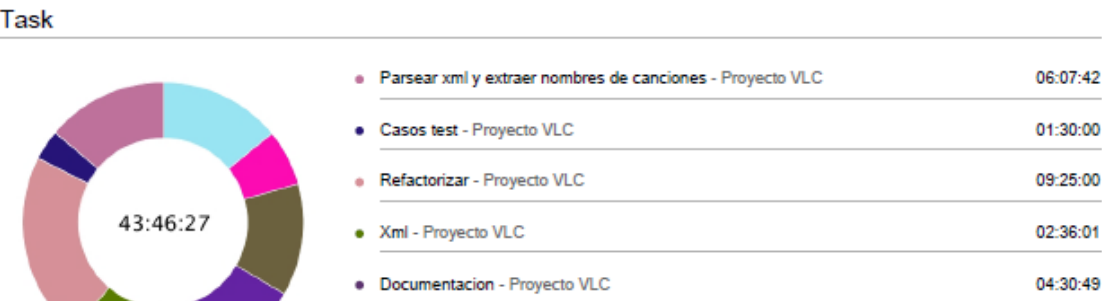 Task
Parsear xml y extraer nombres de canciones - Proyecto VLC 06:07:42
Casos test - Proyecto VLC 01:30:00
Refactorizar - Proyecto VLC 09:25:00
43:46:27
Xml - Proyecto VLC 02:36:01
Documentacion - Proyecto VLC 04:30:49